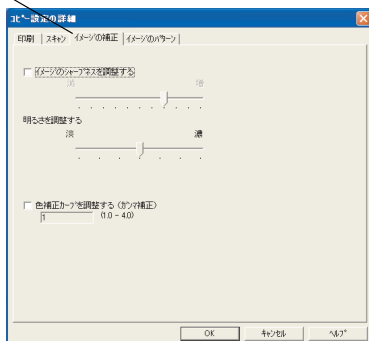 コピー設定の詳細
印刷 スキャン イメージの補正 イメージのパターン
イメージのシャープネスを調整する
減 増
明るさを調整する
淡 濃
色補正カーブを調整する (ガンマ補正)
1 (1.0 - 4.0)
OK キャンセル ヘルプ